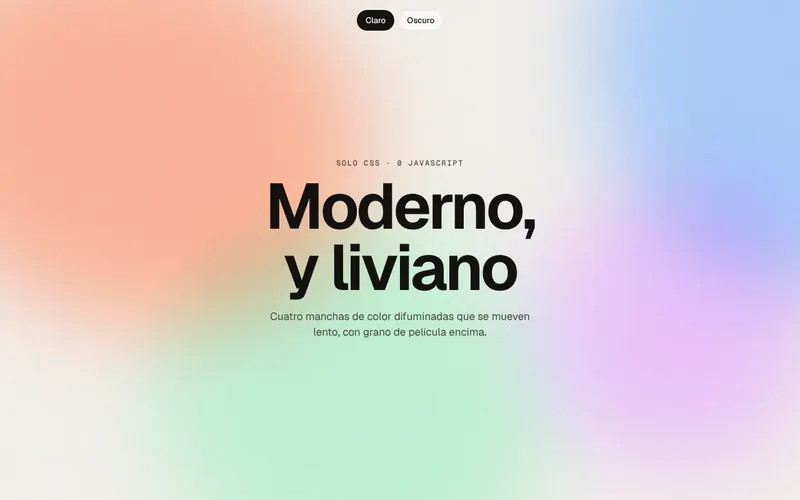 Claro Oscuro
SOLO CSS · 0 JAVASCRIPT
Moderno,
y liviano
Cuatro manchas de color difuminadas que se mueven
lento, con grano de película encima.